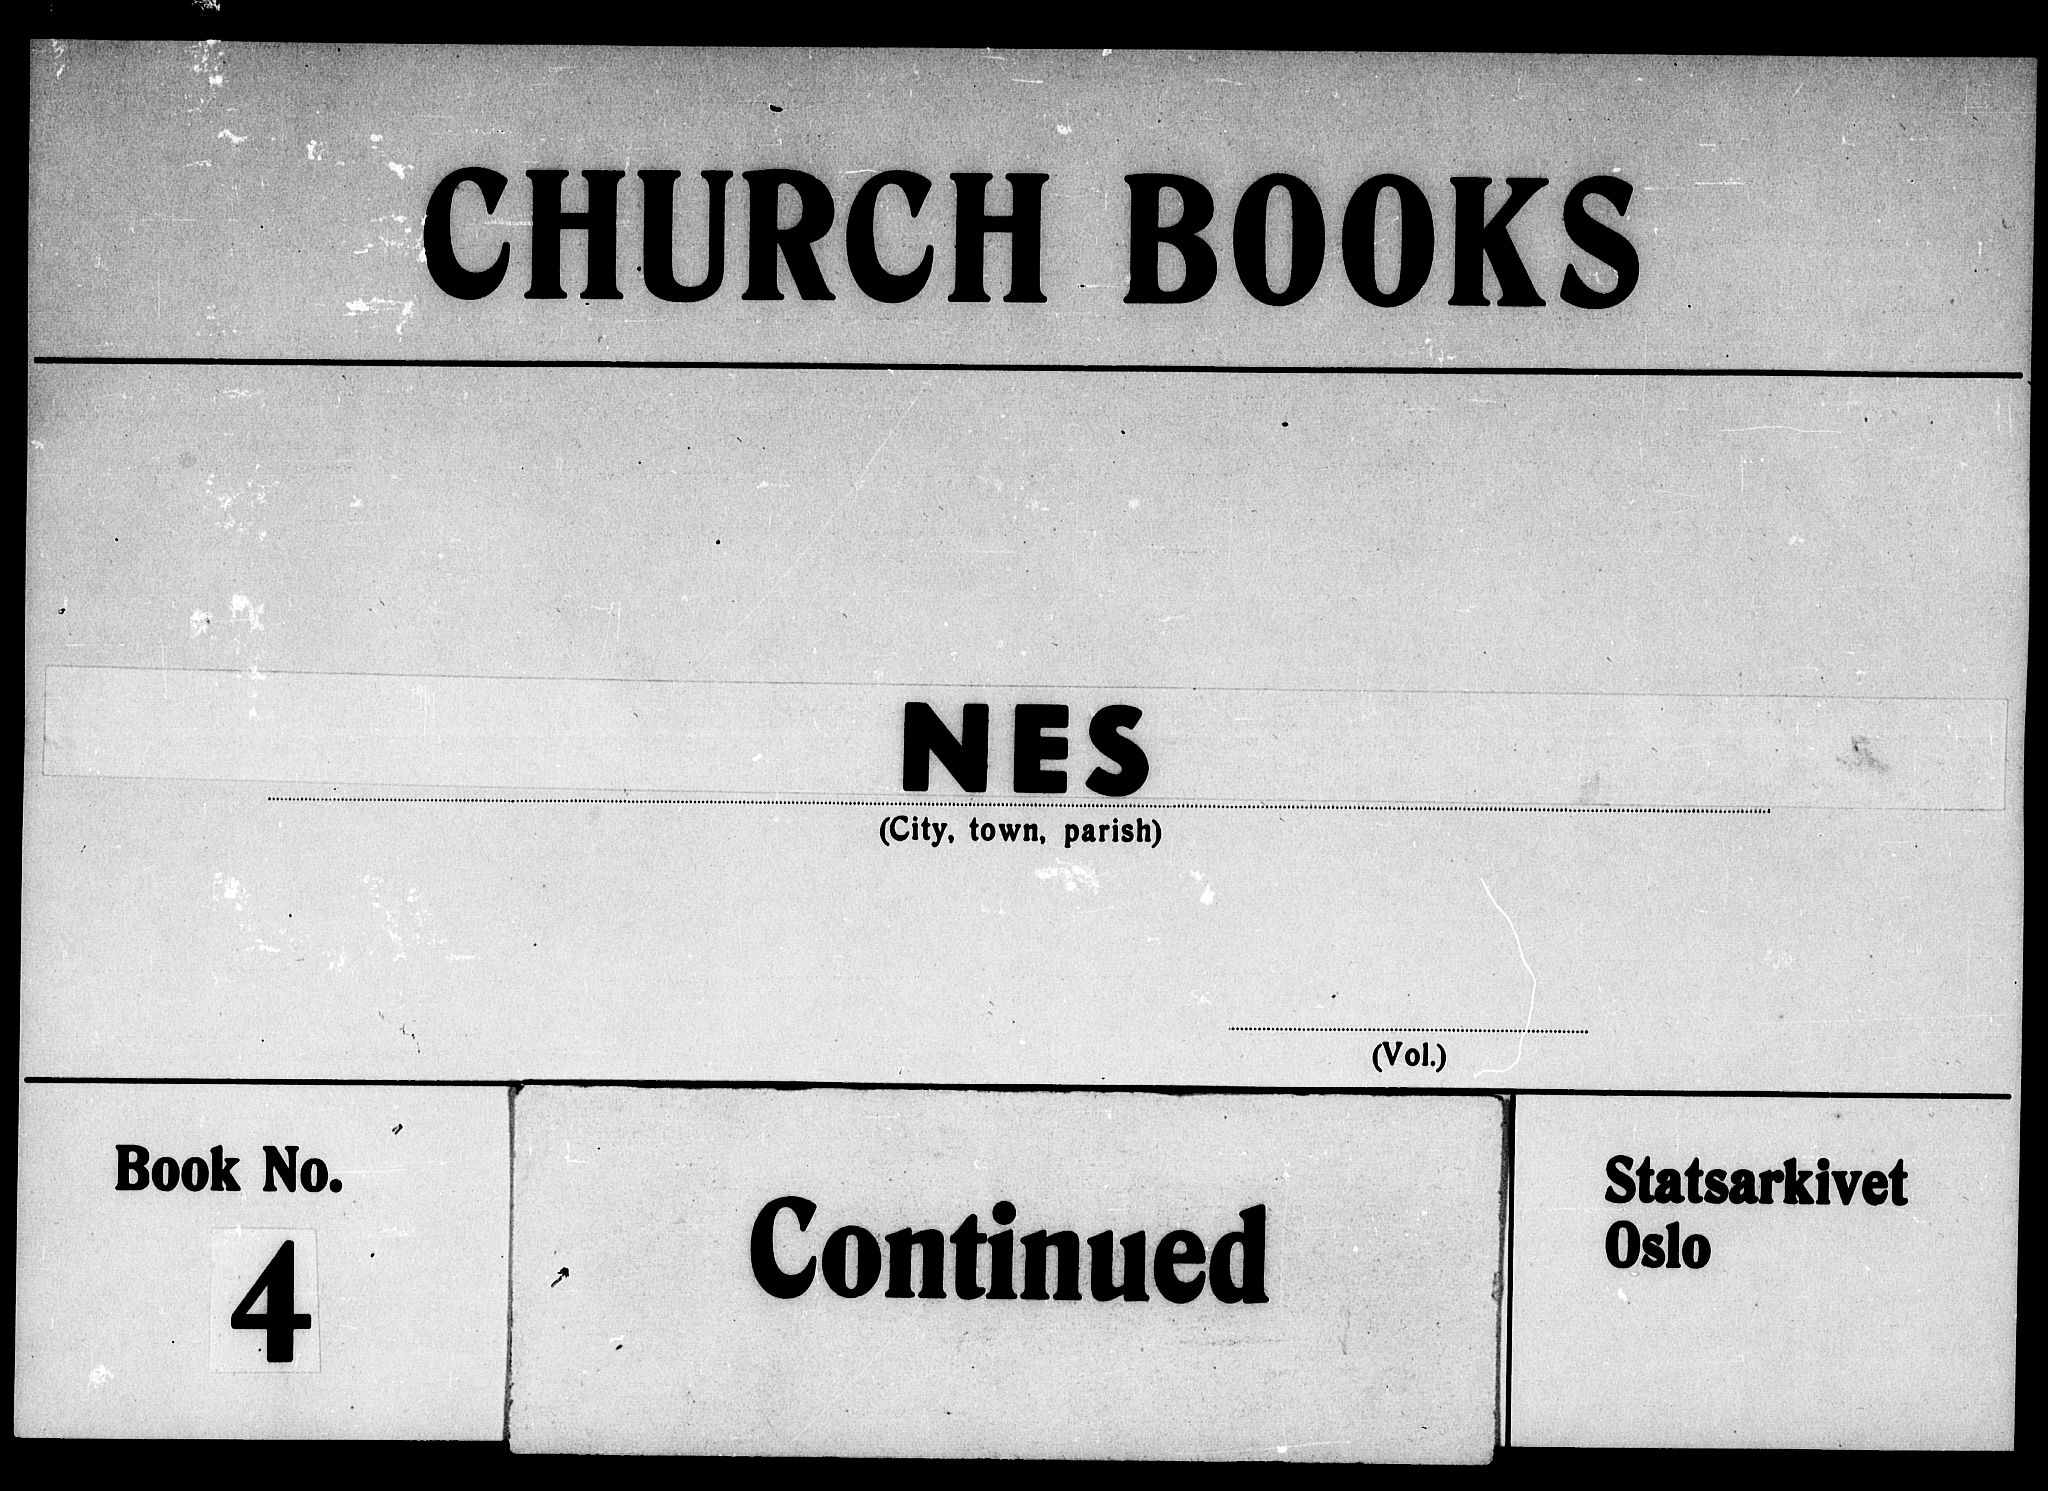 CHURCH BOOKS
NES
(City, town, parish)
(Vol.)
Book No.
4
Continued
Statsarkivet
Oslo